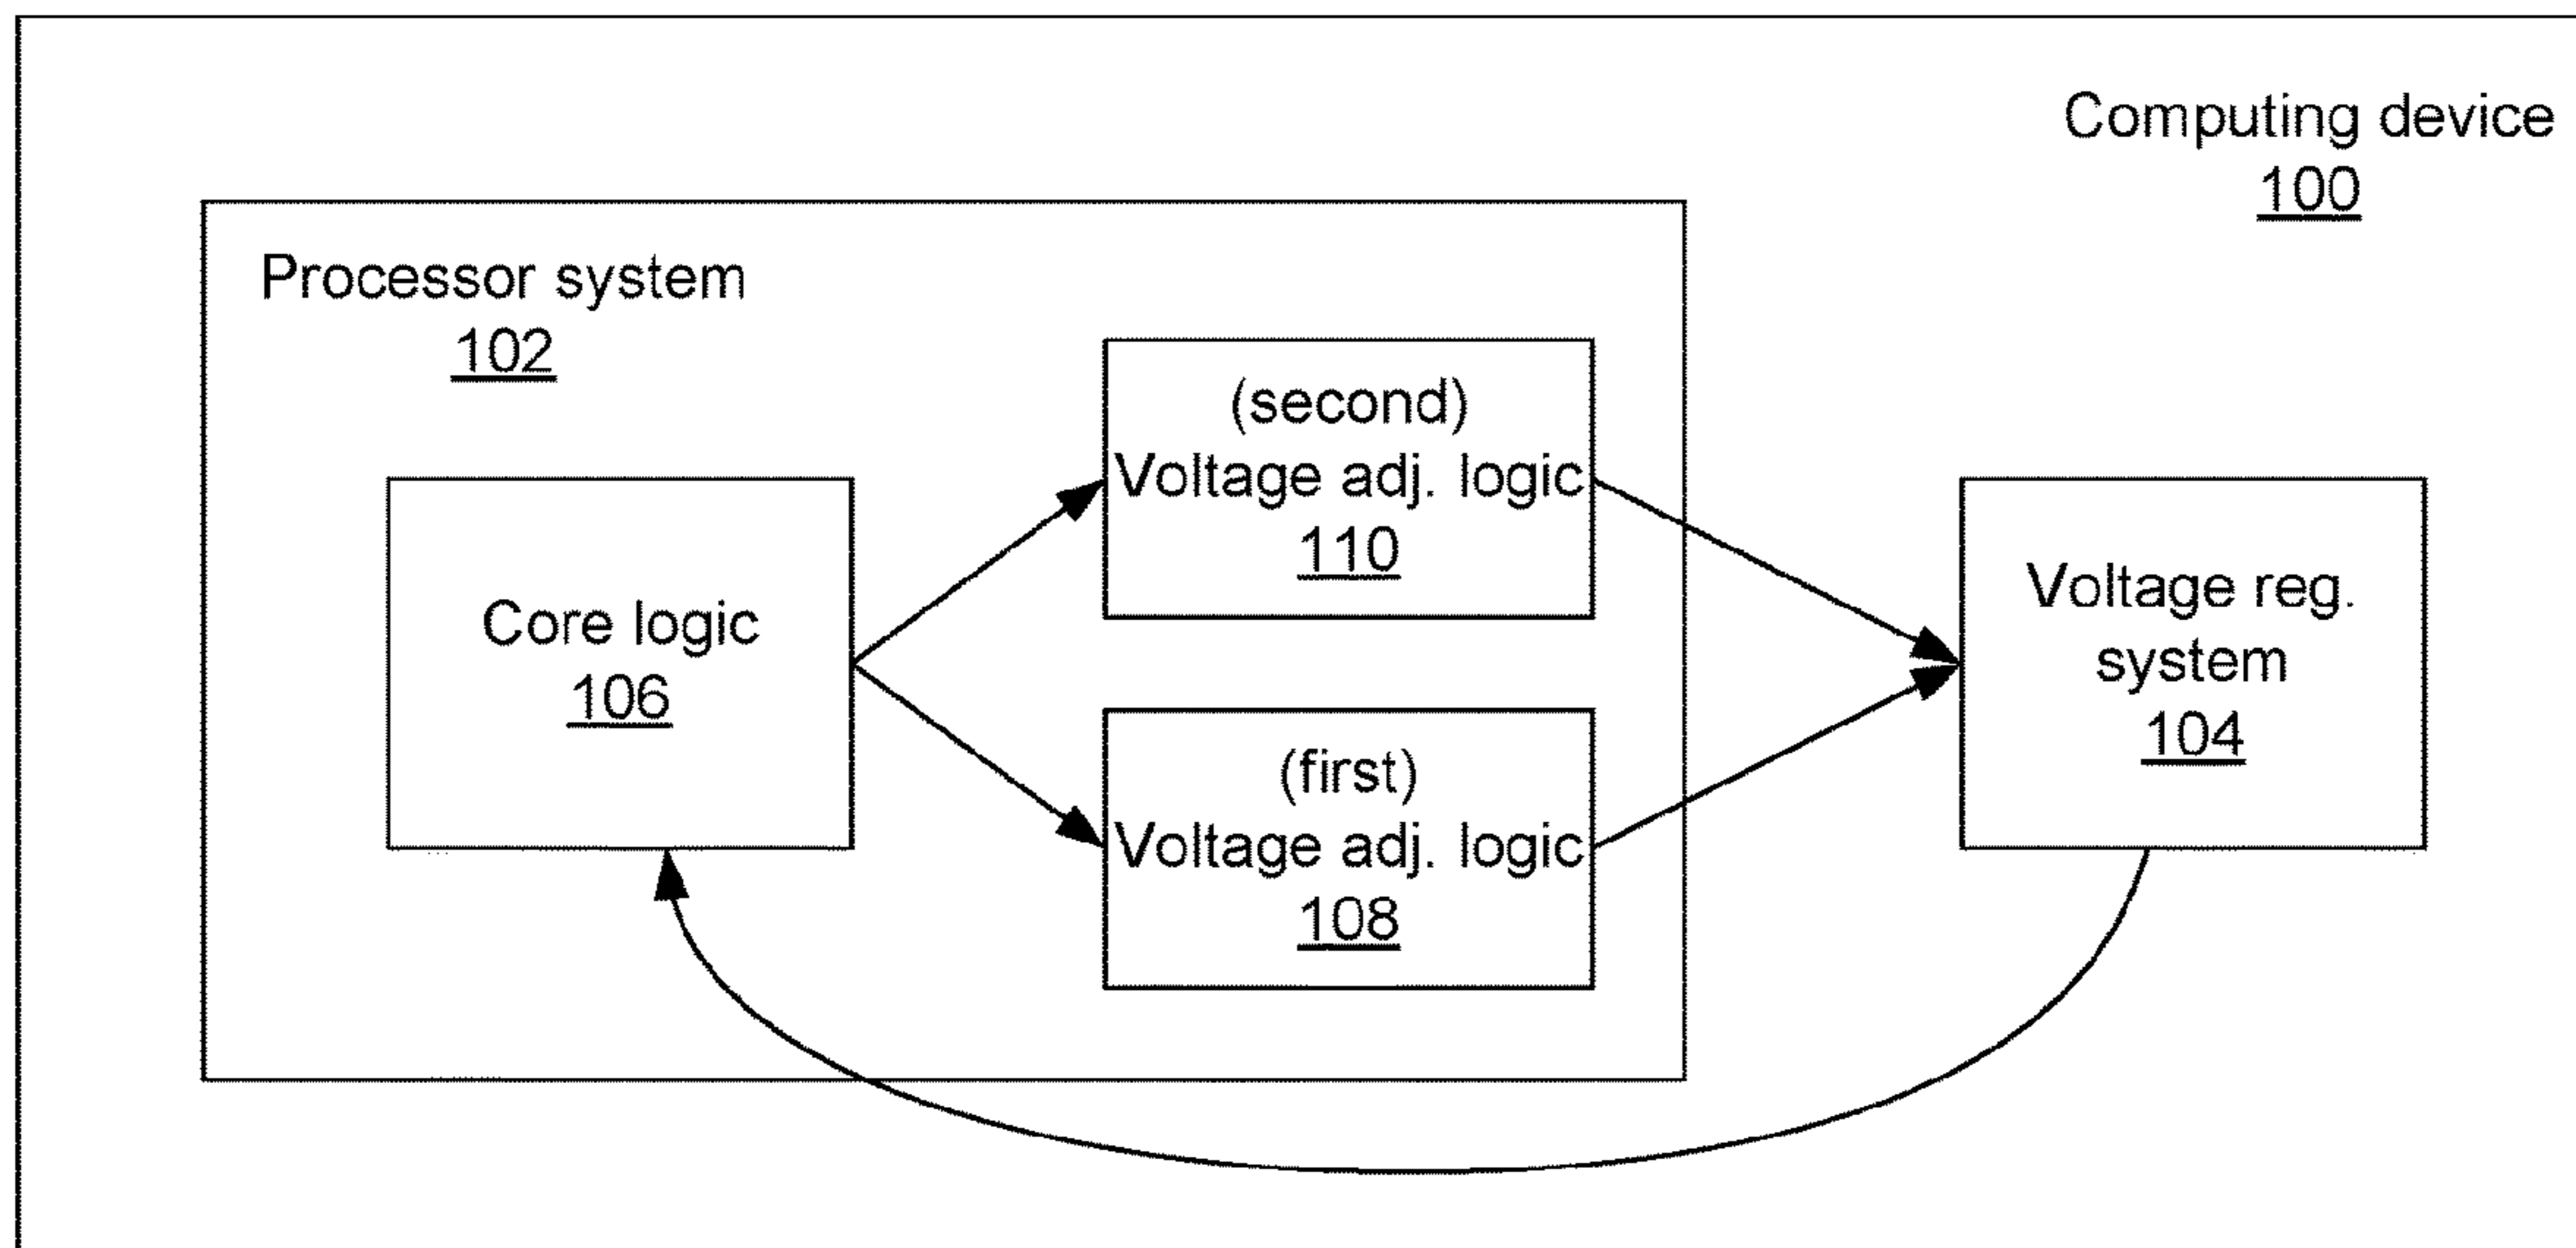 Computing device
100
Processor system
102
(second)
Voltage adj. logic
110
Core logic
106
Voltage reg.
system
104
(first)
Voltage adj. logic
108